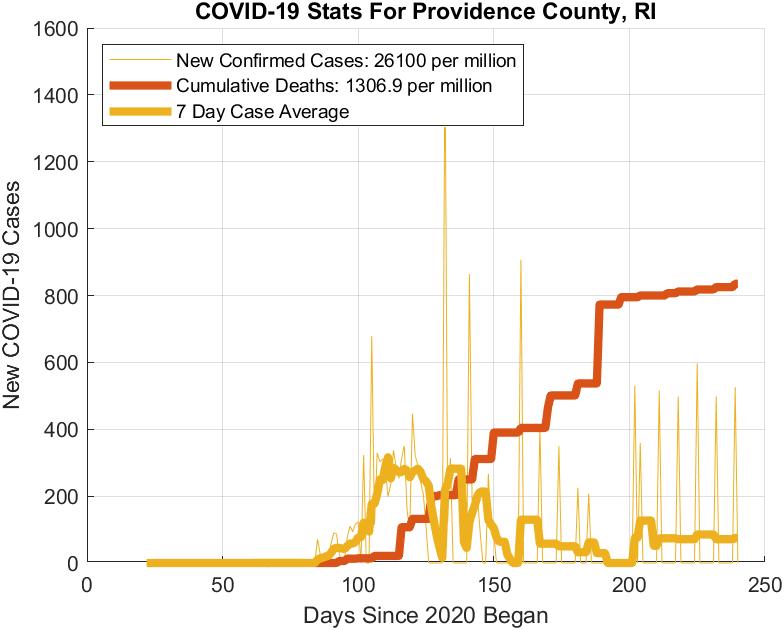 COVID-19 Stats For Providence County, RI
1600
1400
1200
1000
800
600
400
200
0
New COVID-19 Cases
New Confirmed Cases: 26100 per million
Cumulative Deaths: 1306.9 per million
7 Day Case Average
0
50
100
150
200
250
Days Since 2020 Began